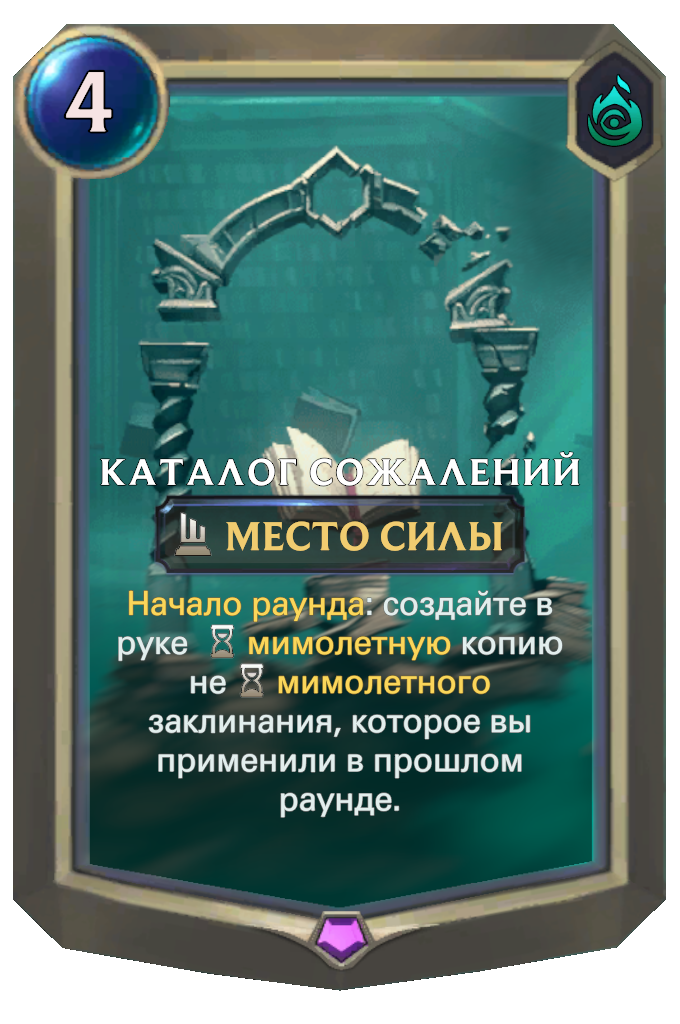 4
КАТАЛОГ СОЖАЛЕНИЙ
МЕСТО СИЛЫ
Начало раунда: создайте в
руке мимолетную копию
не мимолетного
заклинания, которое вы
применили в прошлом
раунде.